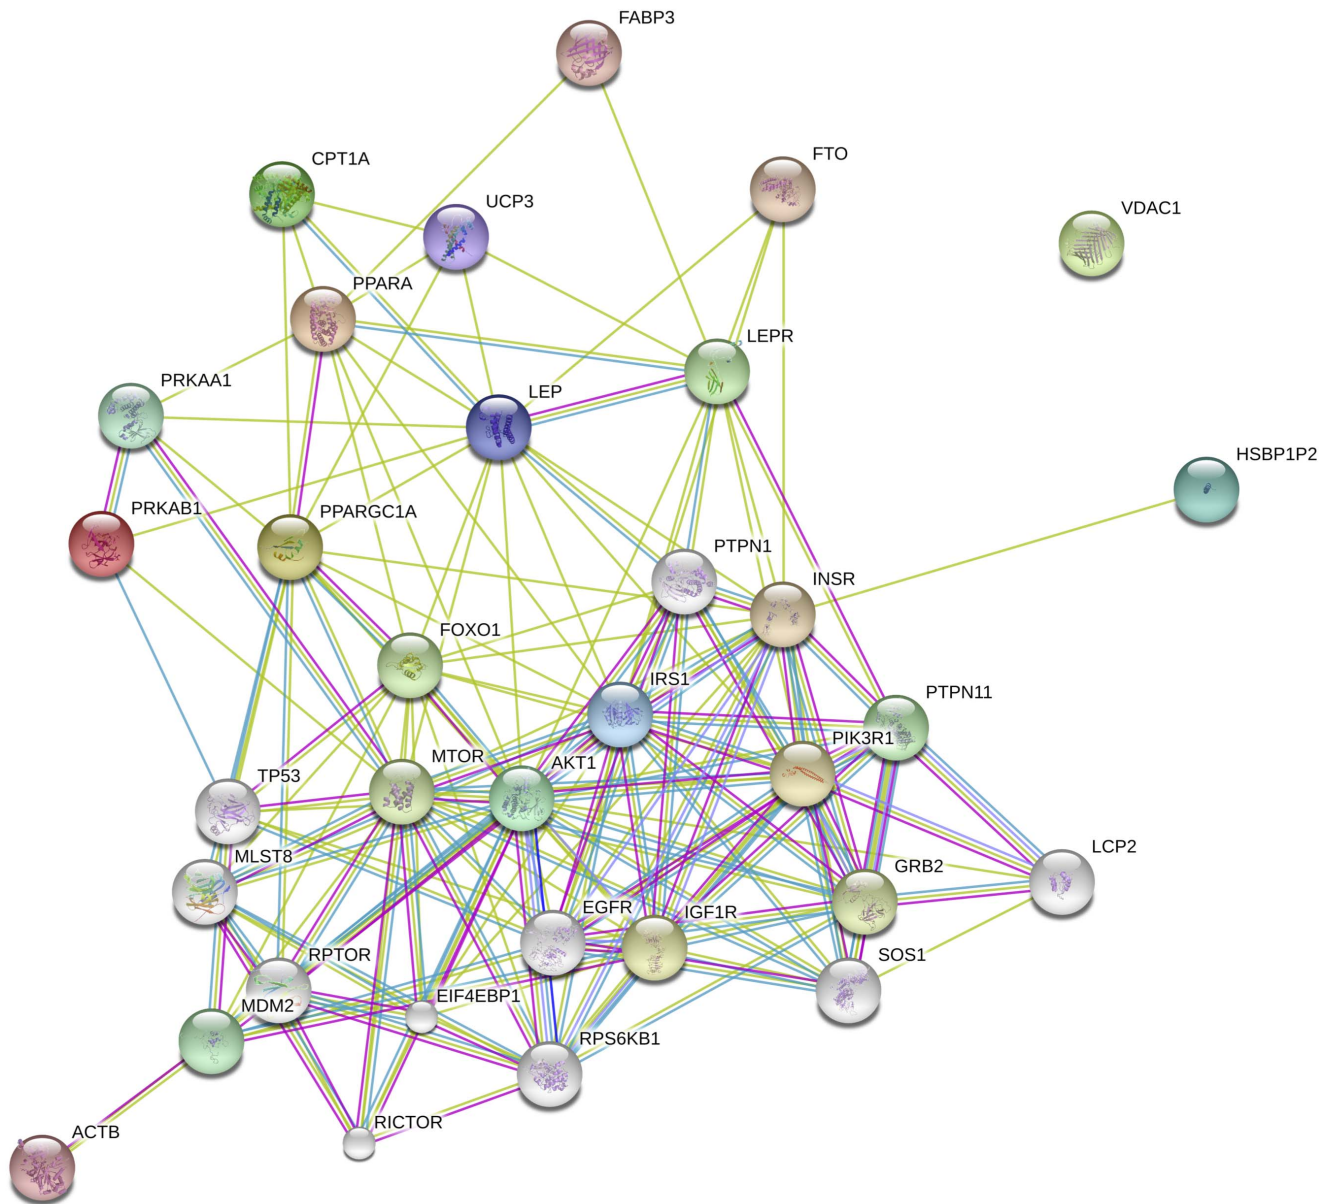 FABP3
CPT1A
FTO
UCP3
VDAC1
PPARA
LEPR
PRKAA1
LEP
HSBP1P2
PRKAB1
PPARGC1A
PTPN1
INSR
FOXO1
IRS1
PTPN11
PIK3R1
MTOR
AKT1
TP53
LCP2
MLST8
GRB2
EGFR
IGF1R
RPTOR
SOS1
EIF4EBP1
MDM2
RPS6KB1
RICTOR
ACTB